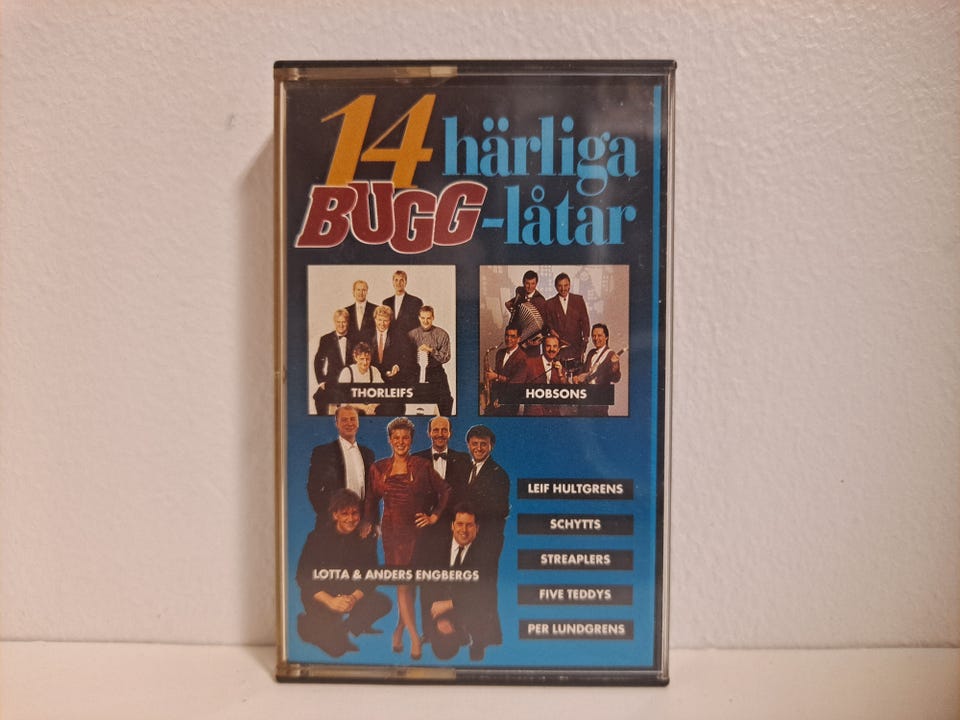 14 härliga
BUGG-låtar
THORLEIFS
HOBSONS
LOTTA & ANDERS ENGBERGS
LEIF HULTGRENS
SCHYTTS
STREAPLERS
FIVE TEDDYS
PER LUNDGRENS